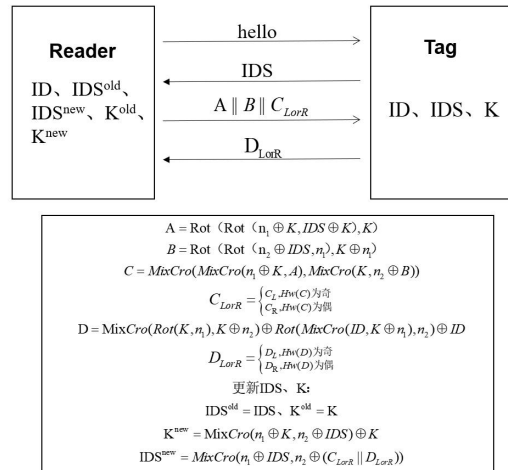 Reader
ID、IDS^old、
IDS^new、K^old、
K^new
hello
IDS
A || B || C_LorR
D_LorR
Tag
ID、IDS、K
A = Rot（Rot（n₁⊕K, IDS⊕K）, K）
B = Rot（Rot（n₂⊕IDS, n₁）, K⊕n₁）
C = MixCro(MixCro(n₁⊕K, A), MixCro(K, n₂⊕B))
C_LorR = { C_L, Hw(C)为奇
C_R, Hw(C)为偶
D = MixCro(Rot(K, n₁), K⊕n₂)⊕Rot(MixCro(ID, K⊕n₁), n₂)⊕ID
D_LorR = { D_L, Hw(D)为奇
D_R, Hw(D)为偶
更新IDS、K：
IDS^old = IDS、K^old = K
K^new = MixCro(n₁⊕K, n₂⊕IDS)⊕K
IDS^new = MixCro(n₁⊕IDS, n₂⊕(C_LorR || D_LorR))